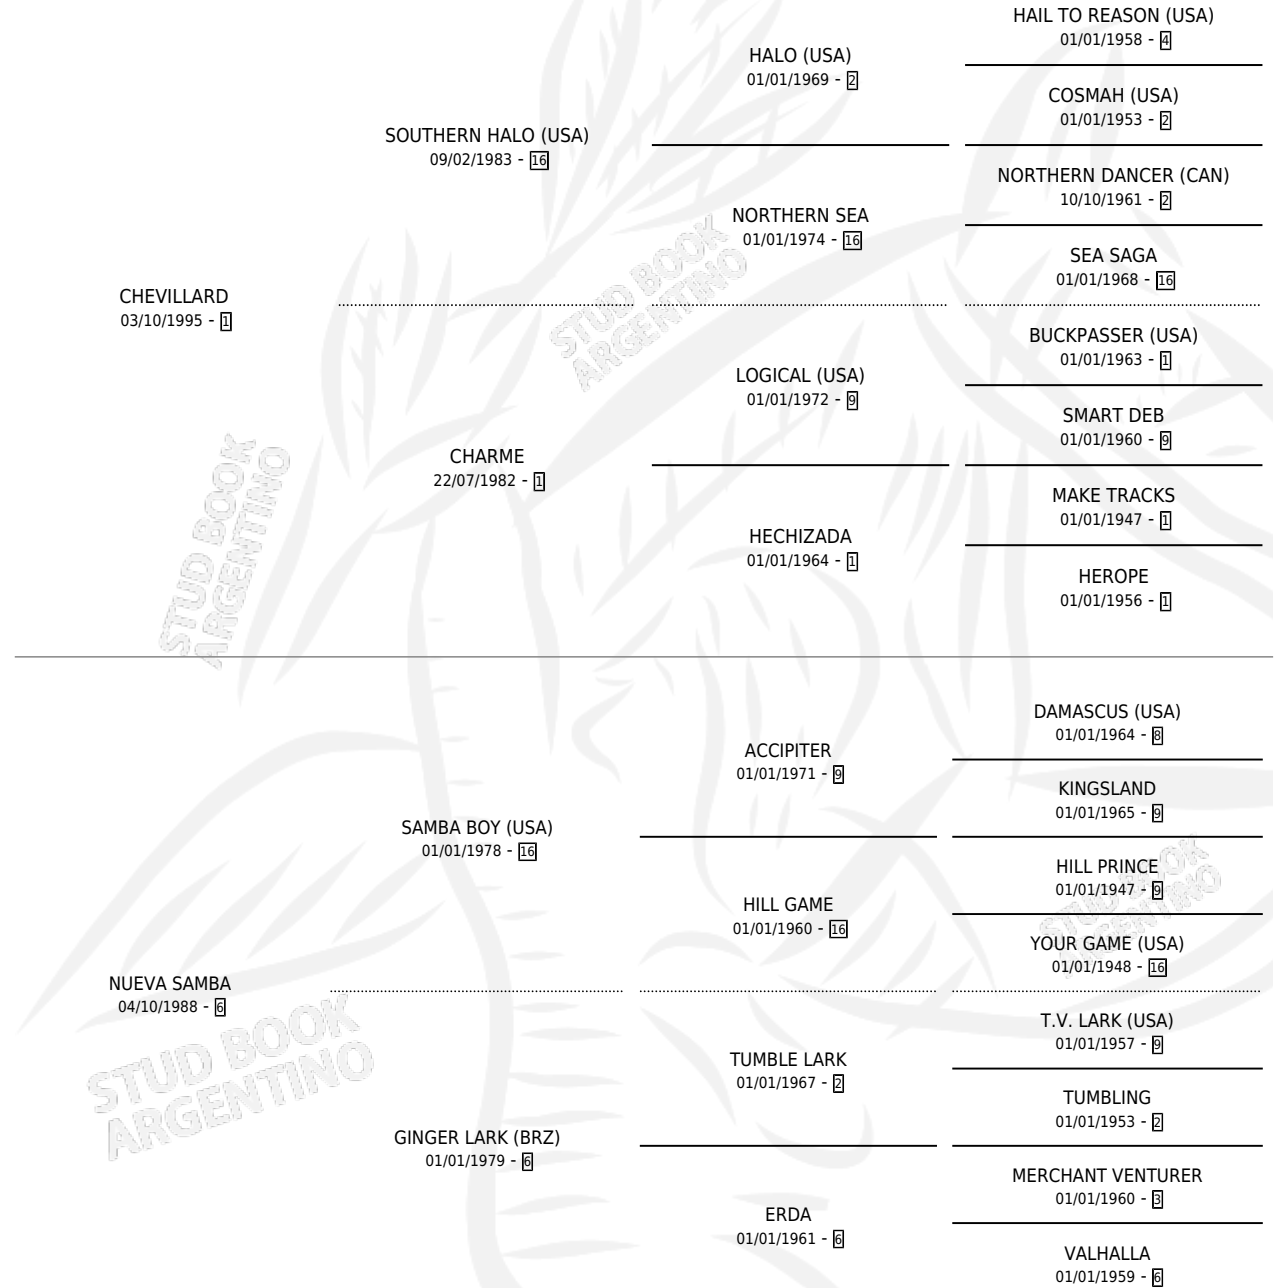 HAIL TO REASON (USA)
01/01/1958 - 4
HALO (USA)
01/01/1969 - 2
COSMAH (USA)
01/01/1953 - 2
SOUTHERN HALO (USA)
09/02/1983 - 16
NORTHERN DANCER (CAN)
10/10/1961 - 2
NORTHERN SEA
01/01/1974 - 16
SEA SAGA
01/01/1968 - 16
CHEVILLARD
03/10/1995 - 1
STUD BOOK
ARGENTINO
BUCKPASSER (USA)
01/01/1963 - 1
LOGICAL (USA)
01/01/1972 - 9
SMART DEB
01/01/1960 - 9
CHARME
22/07/1982 - 1
MAKE TRACKS
01/01/1947 - 1
HECHIZADA
01/01/1964 - 1
HEROPE
01/01/1956 - 1
STUD BOOK
ARGENTINO
DAMASCUS (USA)
01/01/1964 - 8
ACCIPITER
01/01/1971 - 9
KINGSLAND
01/01/1965 - 9
SAMBA BOY (USA)
01/01/1978 - 16
HILL PRINCE
01/01/1947 - 9
HILL GAME
01/01/1960 - 16
STUD BOOK
ARGENTINO
YOUR GAME (USA)
01/01/1948 - 16
NUEVA SAMBA
04/10/1988 - 6
T.V. LARK (USA)
01/01/1957 - 9
TUMBLE LARK
01/01/1967 - 2
STUD BOOK
ARGENTINO
TUMBLING
01/01/1953 - 2
GINGER LARK (BRZ)
01/01/1979 - 6
MERCHANT VENTURER
01/01/1960 - 3
ERDA
01/01/1961 - 6
VALHALLA
01/01/1959 - 6